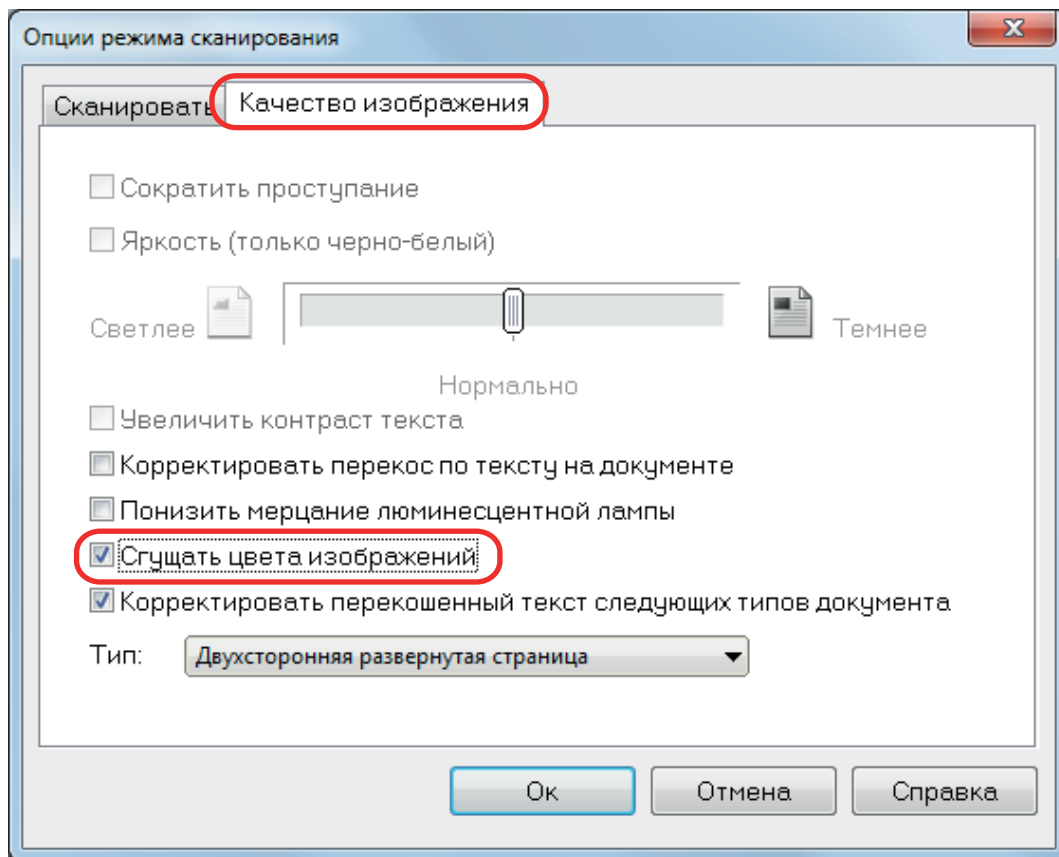 Опции режима сканирования
Сканировать Качество изображения
Сократить проступание
Яркость (только черно-белый)
Светлее Темнее
Нормально
Увеличить контраст текста
Корректировать перекос по тексту на документе
Понизить мерцание люминесцентной лампы
Сгущать цвета изображений
Корректировать перекошенный текст следующих типов документа
Тип: Двухсторонняя развернутая страница
Ок Отмена Справка